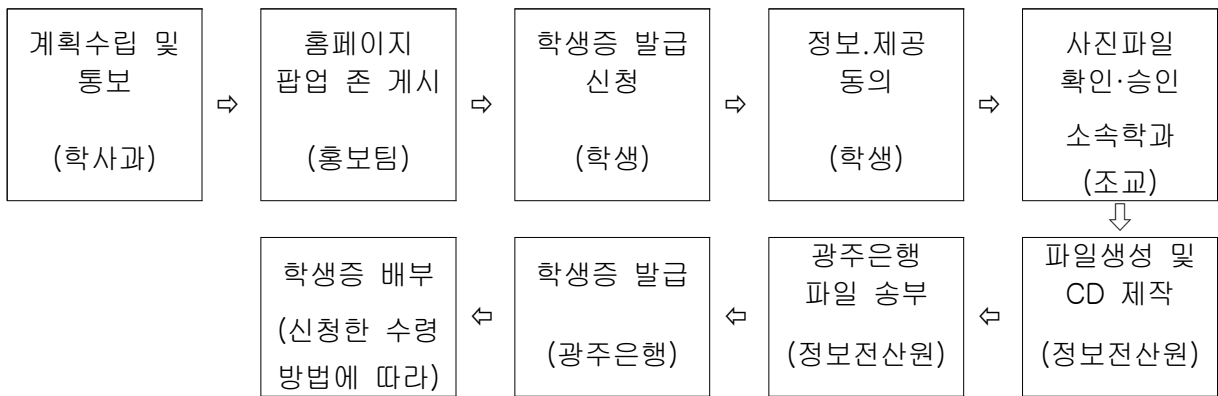 계획수립 및
통보
(학사과)
⇨
홈페이지
팝업 존 게시
(홍보팀)
⇨
학생증 발급
신청
(학생)
⇨
정보.제공
동의
(학생)
⇨
사진파일
확인·승인
소속학과
(조교)
⇩
파일생성 및
CD 제작
(정보전산원)
⇦
광주은행
파일 송부
(정보전산원)
⇦
학생증 발급
(광주은행)
⇦
학생증 배부
(신청한 수령
방법에 따라)